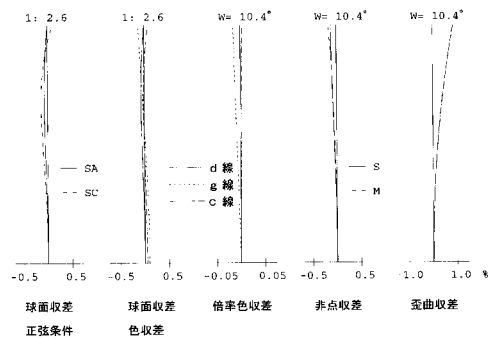 1: 2.6 1: 2.6 W= 10.4° W= 10.4° W= 10.4°
SA
SC
d 線
g 線
c 線
S
M
-0.5 0.5 -0.5 0.5 -0.05 0.05 -0.5 0.5 -1.0 1.0 %
球面収差 球面収差 倍率色収差 非点収差 歪曲収差
正弦条件 色収差